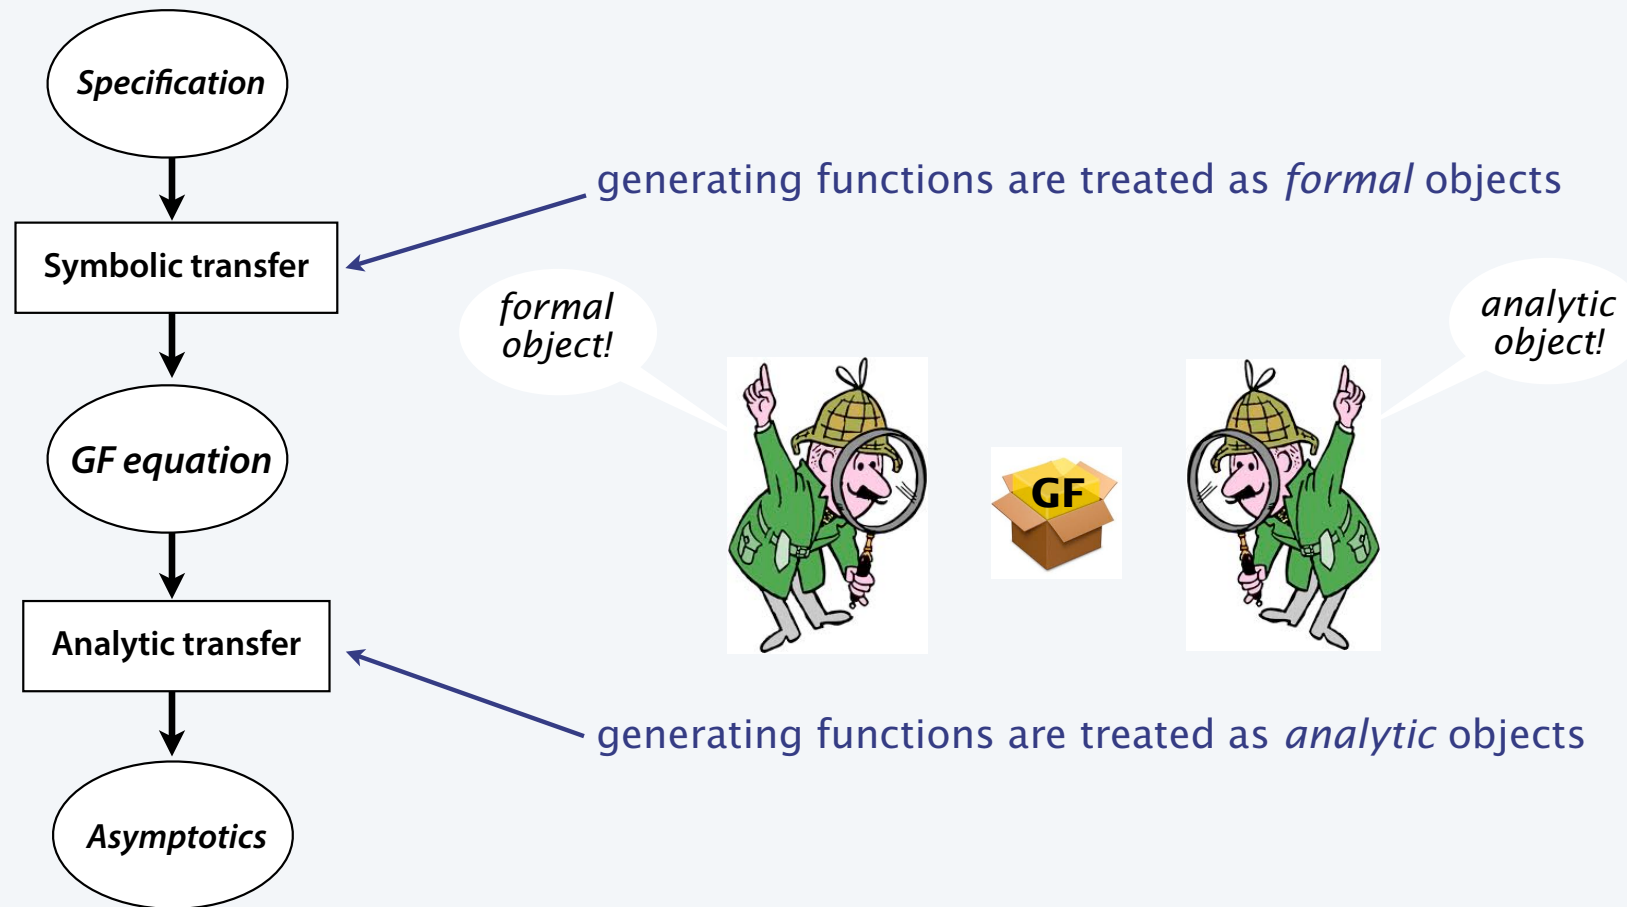 Specification
generating functions are treated as formal objects
Symbolic transfer
formal
object!
analytic
object!
GF equation
GF
Analytic transfer
generating functions are treated as analytic objects
Asymptotics